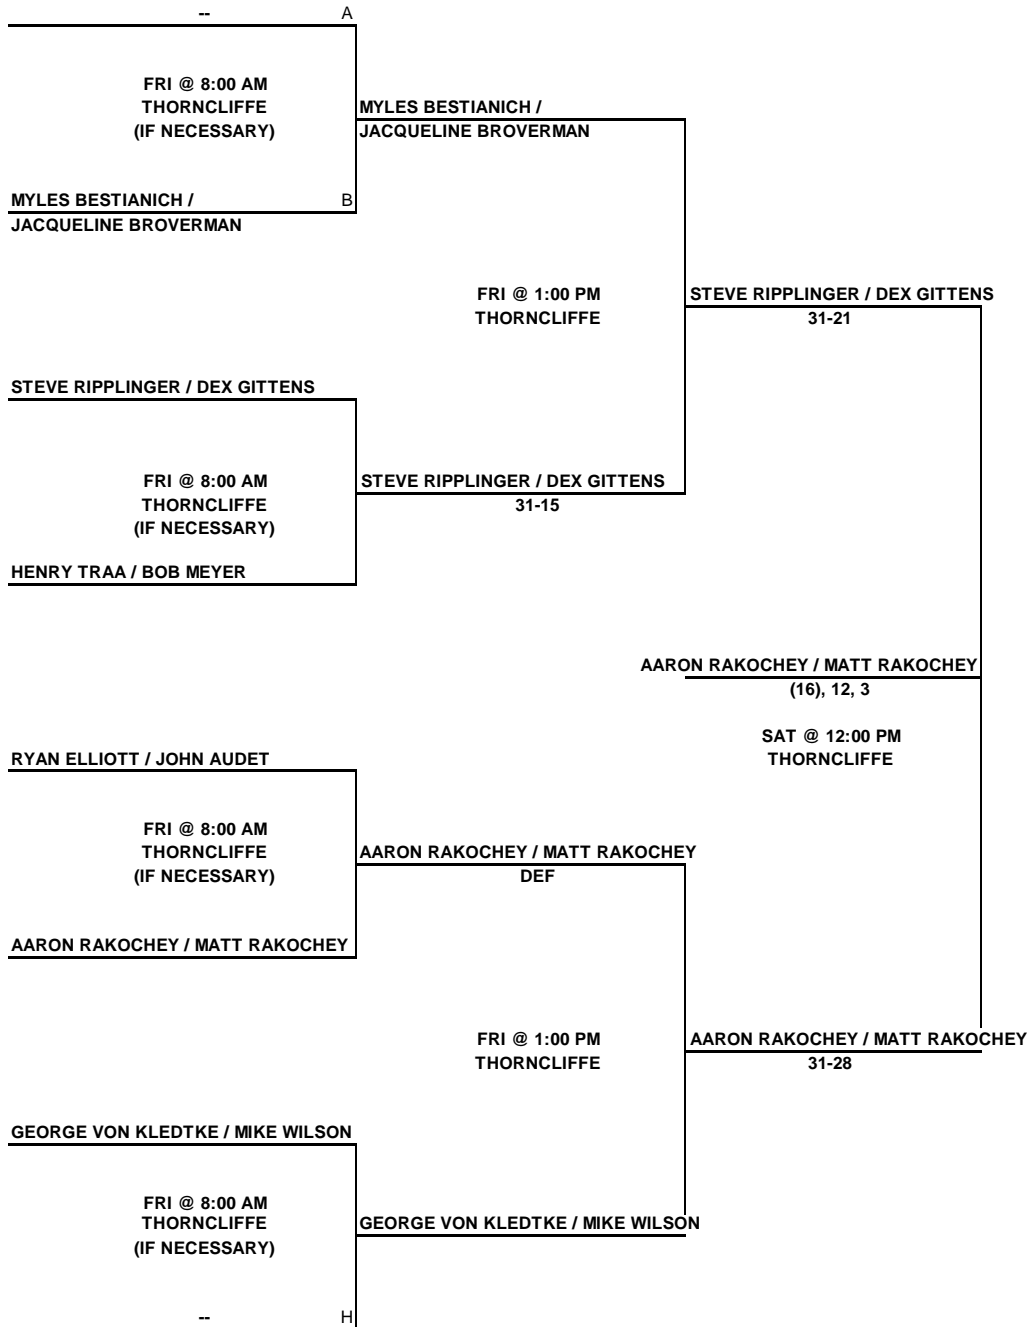 -- A
FRI @ 8:00 AM
THORNCLIFFE
(IF NECESSARY)
MYLES BESTIANICH /
JACQUELINE BROVERMAN
MYLES BESTIANICH / B
JACQUELINE BROVERMAN
FRI @ 1:00 PM
THORNCLIFFE
STEVE RIPPLINGER / DEX GITTENS
31-21
STEVE RIPPLINGER / DEX GITTENS
FRI @ 8:00 AM
THORNCLIFFE
(IF NECESSARY)
STEVE RIPPLINGER / DEX GITTENS
31-15
HENRY TRAA / BOB MEYER
AARON RAKOCHEY / MATT RAKOCHEY
(16), 12, 3
SAT @ 12:00 PM
THORNCLIFFE
RYAN ELLIOTT / JOHN AUDET
FRI @ 8:00 AM
THORNCLIFFE
(IF NECESSARY)
AARON RAKOCHEY / MATT RAKOCHEY
DEF
AARON RAKOCHEY / MATT RAKOCHEY
FRI @ 1:00 PM
THORNCLIFFE
AARON RAKOCHEY / MATT RAKOCHEY
31-28
GEORGE VON KLEDTKE / MIKE WILSON
FRI @ 8:00 AM
THORNCLIFFE
(IF NECESSARY)
GEORGE VON KLEDTKE / MIKE WILSON
-- H